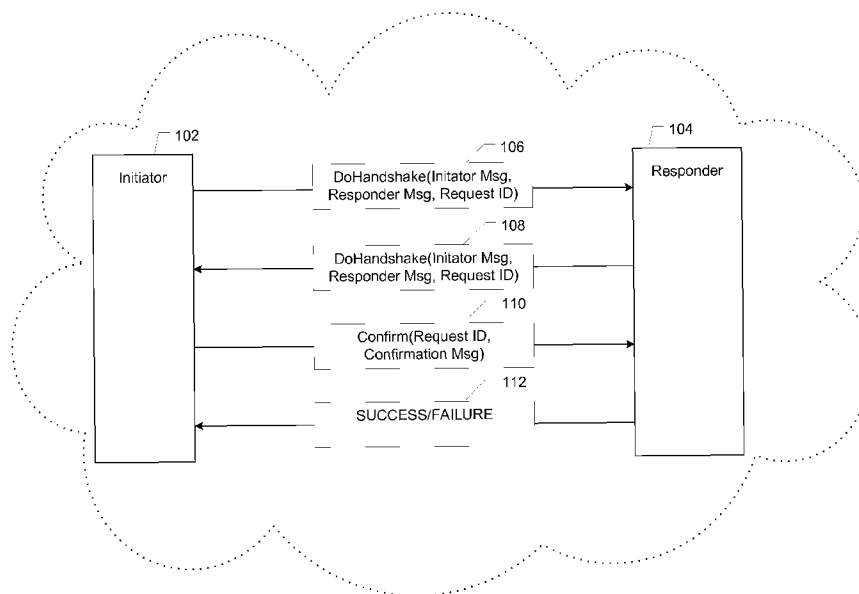 102
104
106
Initiator
DoHandshake(Initator Msg,
Responder Msg, Request ID)
Responder
108
DoHandshake(Initator Msg,
Responder Msg, Request ID)
110
Confirm(Request ID,
Confirmation Msg)
112
SUCCESS/FAILURE